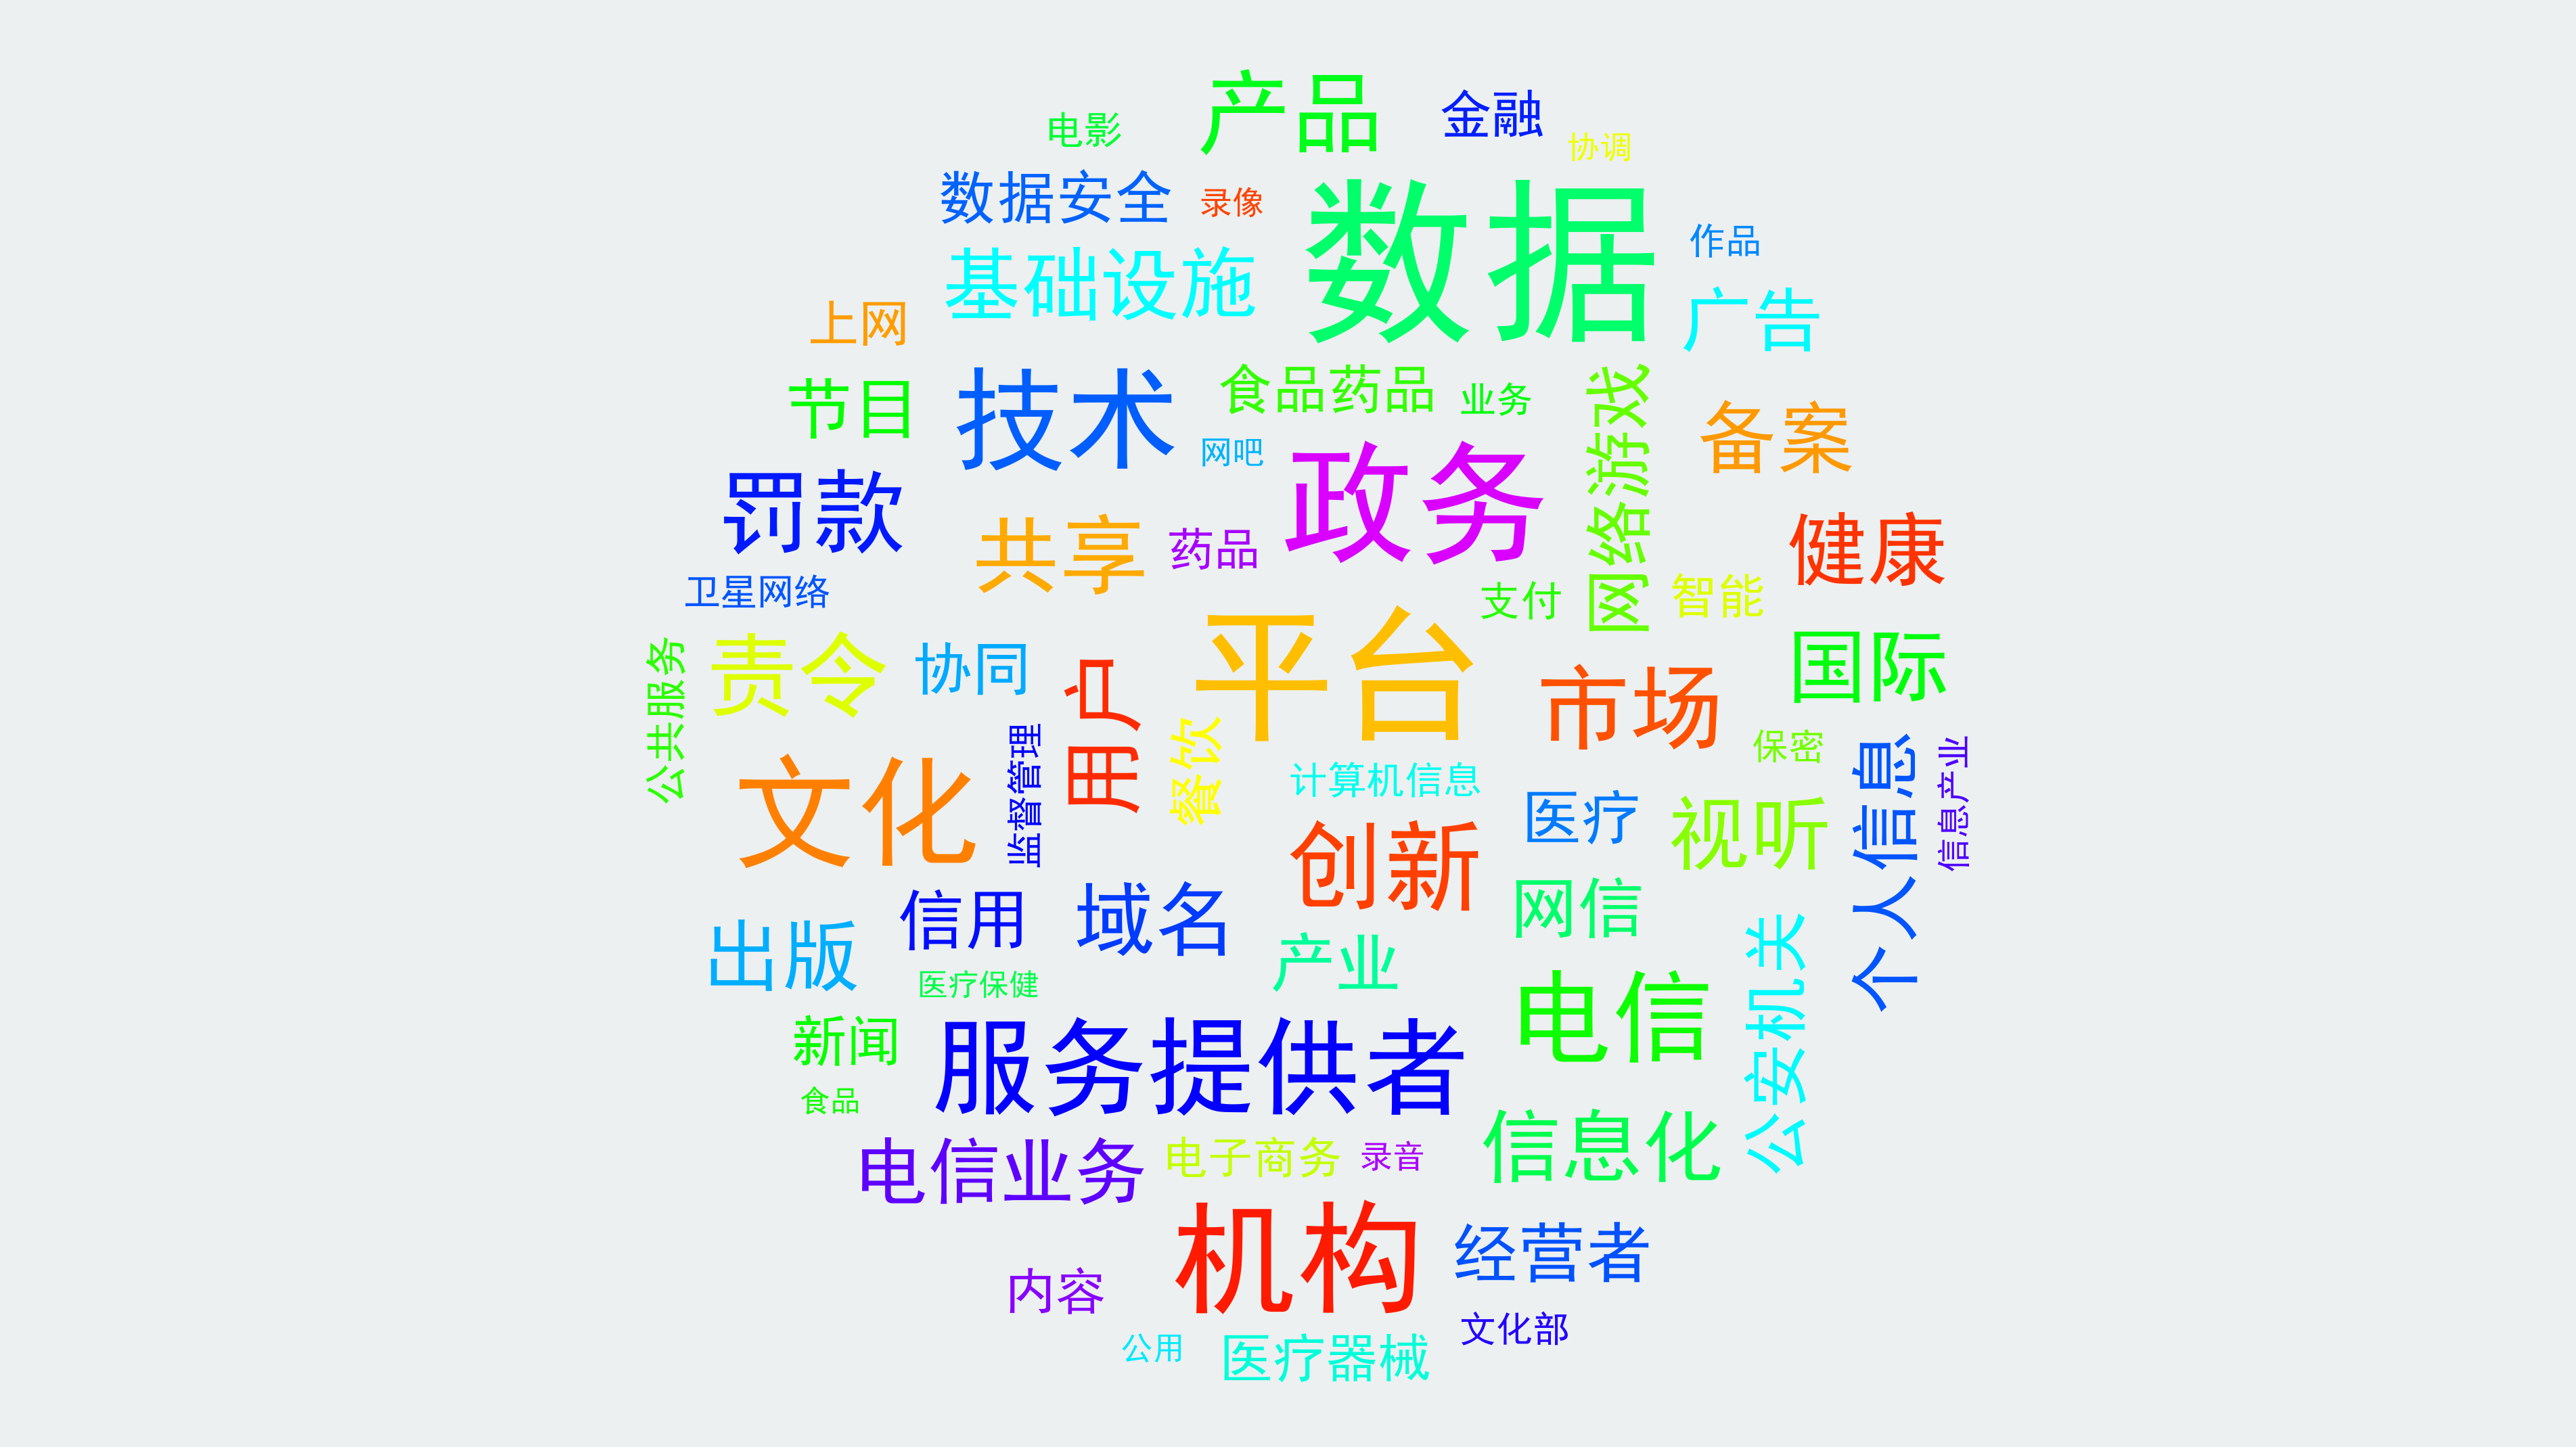 产品
金融
电影
协调
数据安全
录像
数据
作品
基础设施
广告
上网
食品药品
业务
节目
技术
网络游戏
备案
网吧
政务
罚款
共享
药品
健康
卫星网络
支付
智能
责令
协同
平台
国际
公共服务
用户
市场
文化
监督管理
餐饮
保密
个人信息
信息产业
计算机信息
医疗
视听
创新
信用
域名
网信
出版
产业
公安机关
医疗保健
电信
新闻
服务提供者
食品
电信业务
电子商务
录音
信息化
机构
经营者
内容
文化部
公用
医疗器械